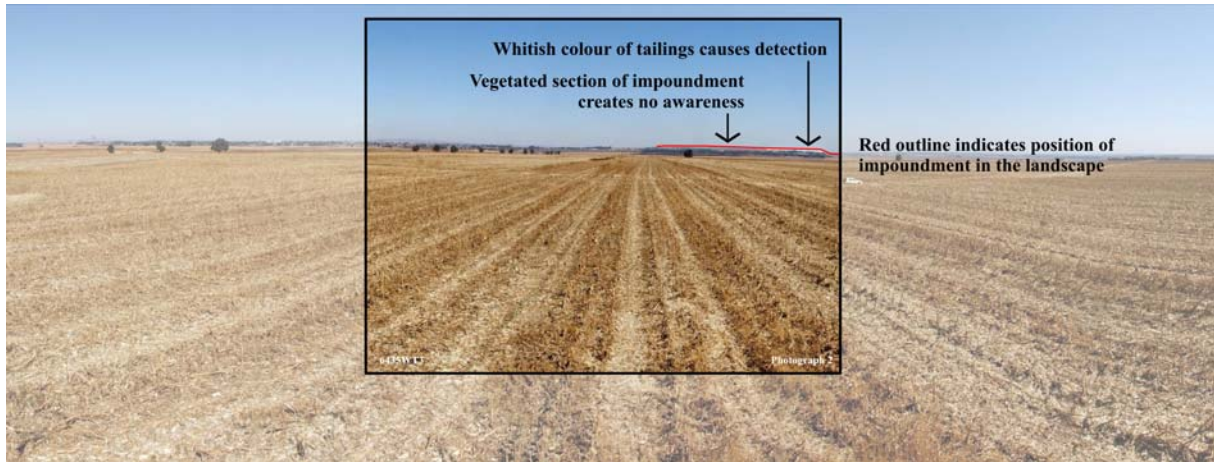 Whitish colour of tailings causes detection
Vegetated section of impoundment
creates no awareness
Red outline indicates position of
impoundment in the landscape
6435W13
Photograph 2